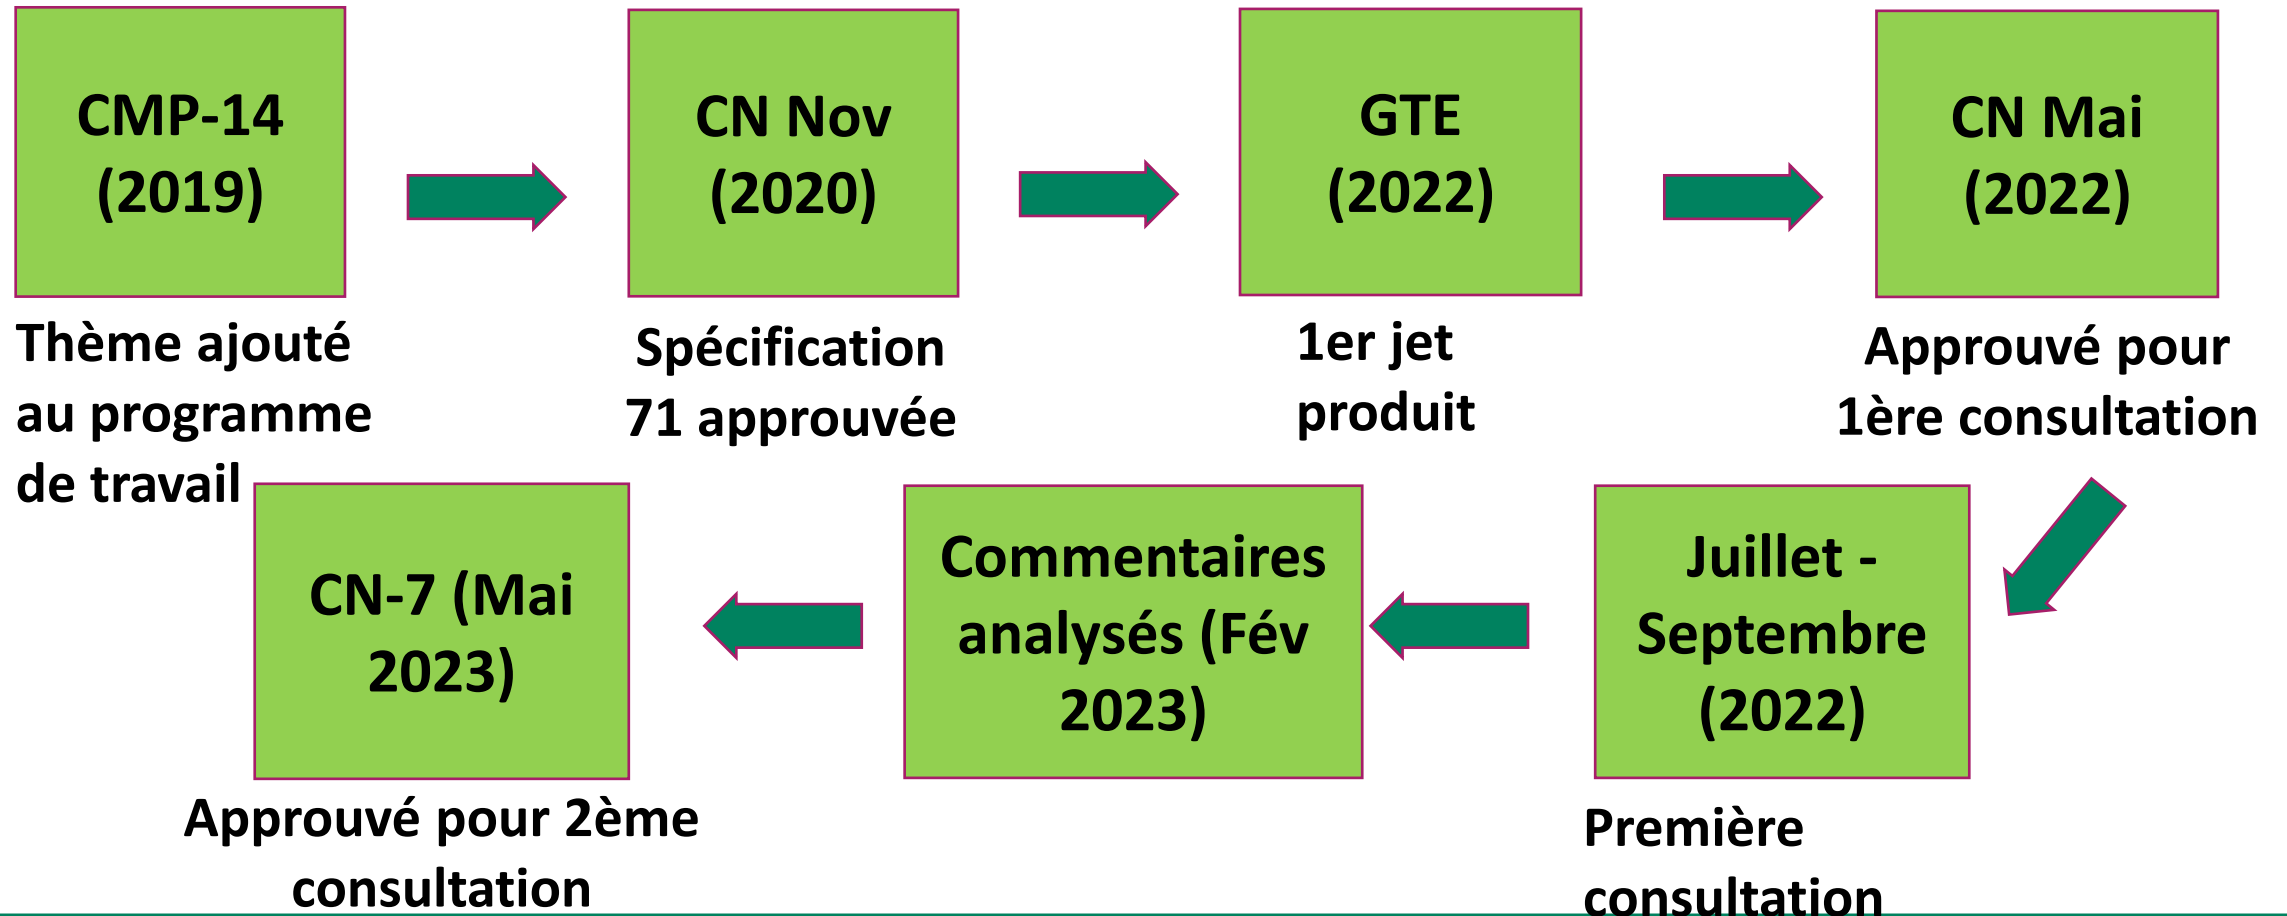 CMP-14
(2019)
Thème ajouté
au programme
de travail
CN Nov
(2020)
Spécification
71 approuvée
GTE
(2022)
1er jet
produit
CN Mai
(2022)
Approuvé pour
1ère consultation
Juillet -
Septembre
(2022)
Première
consultation
Commentaires
analysés (Fév
2023)
CN-7 (Mai
2023)
Approuvé pour 2ème
consultation